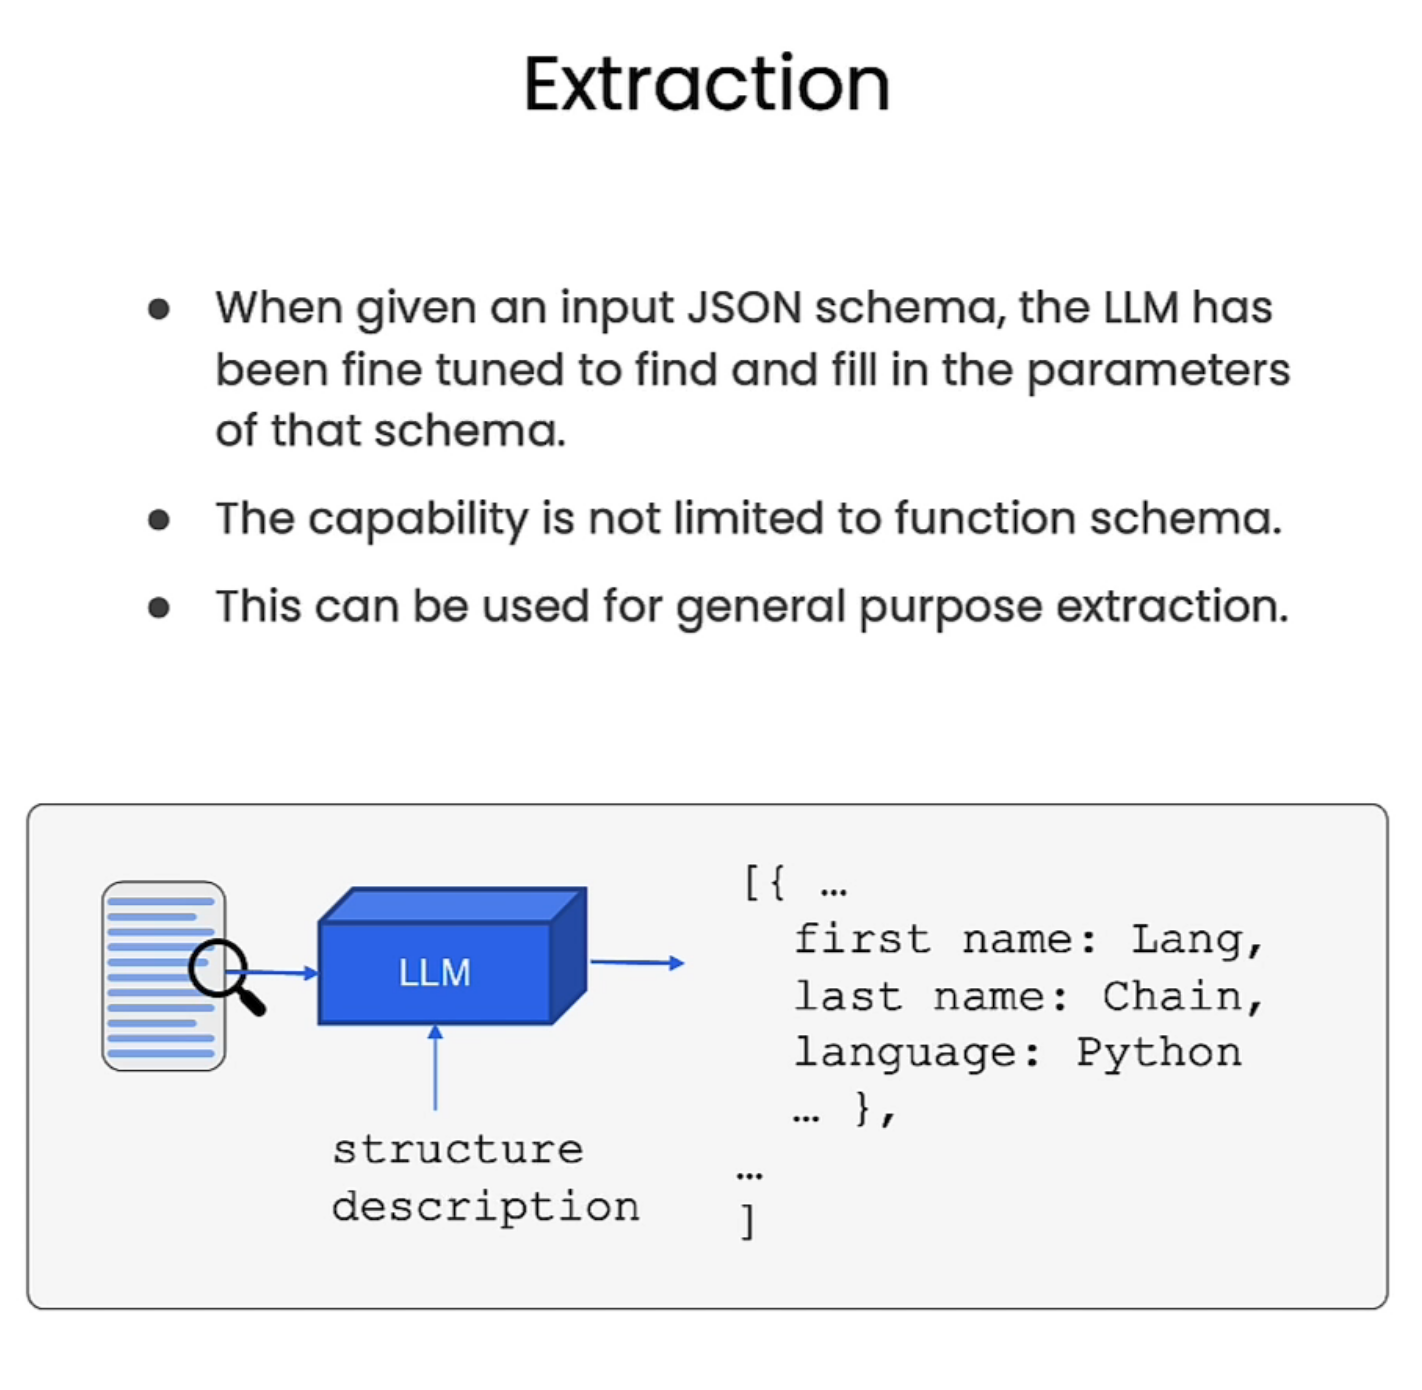 Extraction
● When given an input JSON schema, the LLM has
been fine tuned to find and fill in the parameters
of that schema.
● The capability is not limited to function schema.
● This can be used for general purpose extraction.
LLM
structure
description
[{ …
first name: Lang,
last name: Chain,
language: Python
… },
…
]